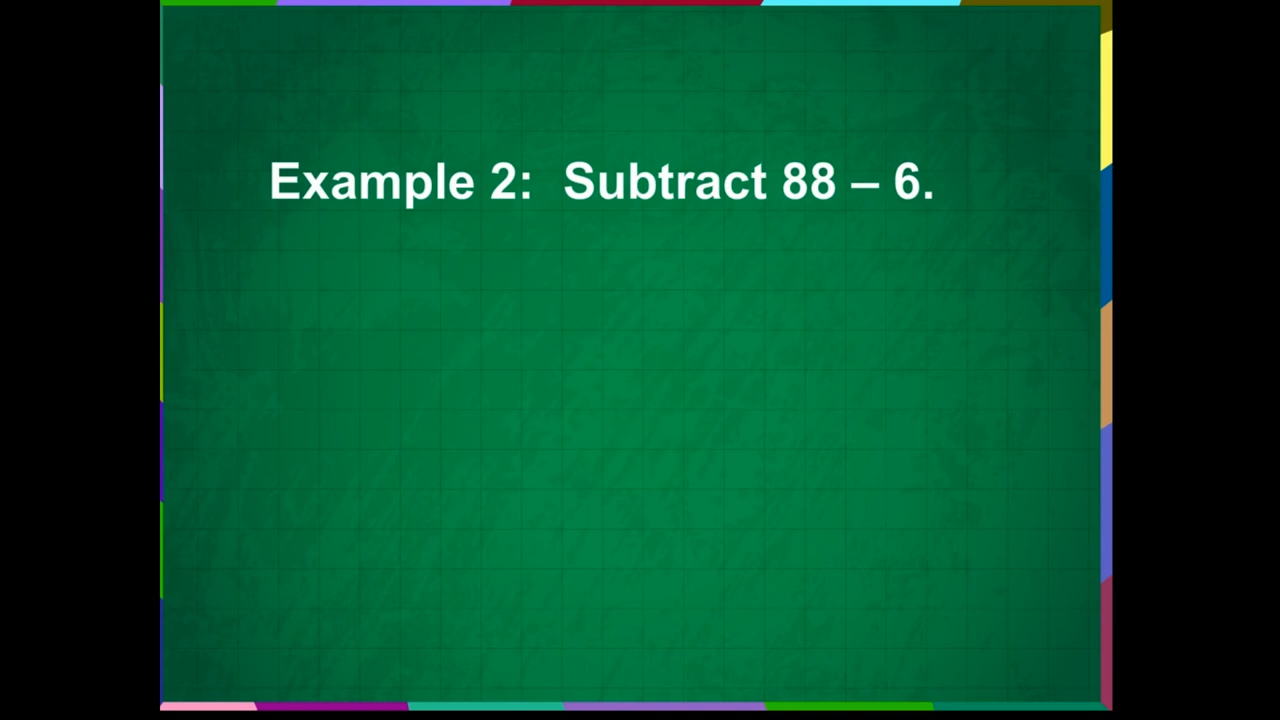 Example 2:  Subtract 88 – 6.